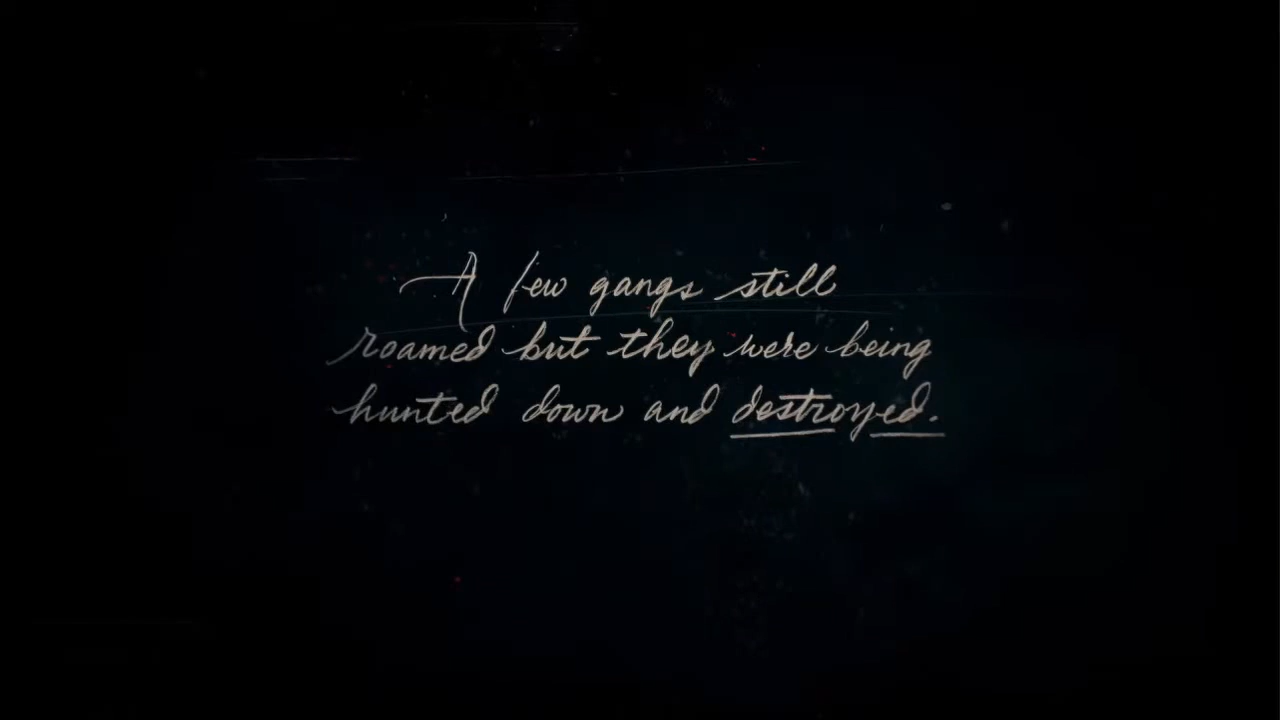 A few gangs still
roamed but they were being
hunted down and destroyed.